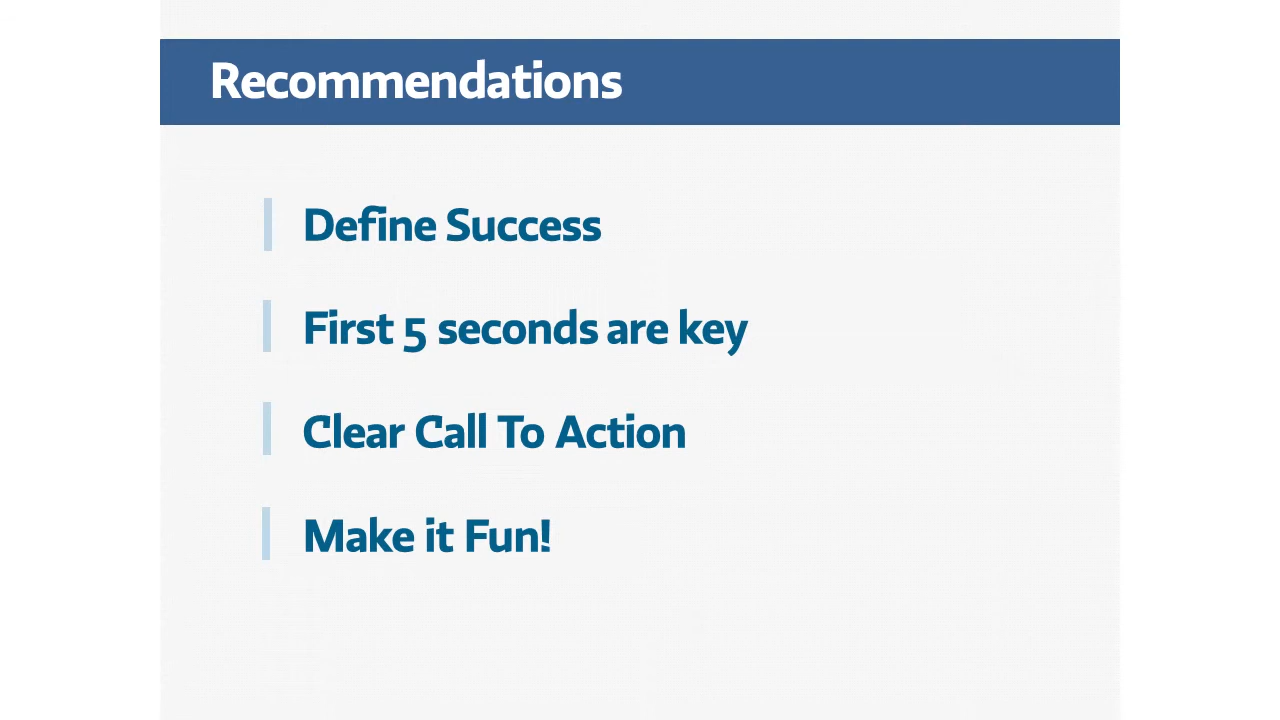 Recommendations
Define Success
First 5 seconds are key
Clear Call To Action
Make it Fun!